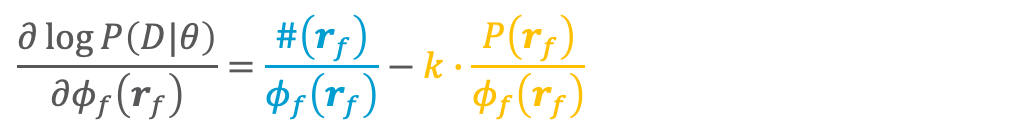 ∂ log P(D|θ) / ∂ϕ_f(r_f) = #(r_f) / ϕ_f(r_f) − k · P(r_f) / ϕ_f(r_f)